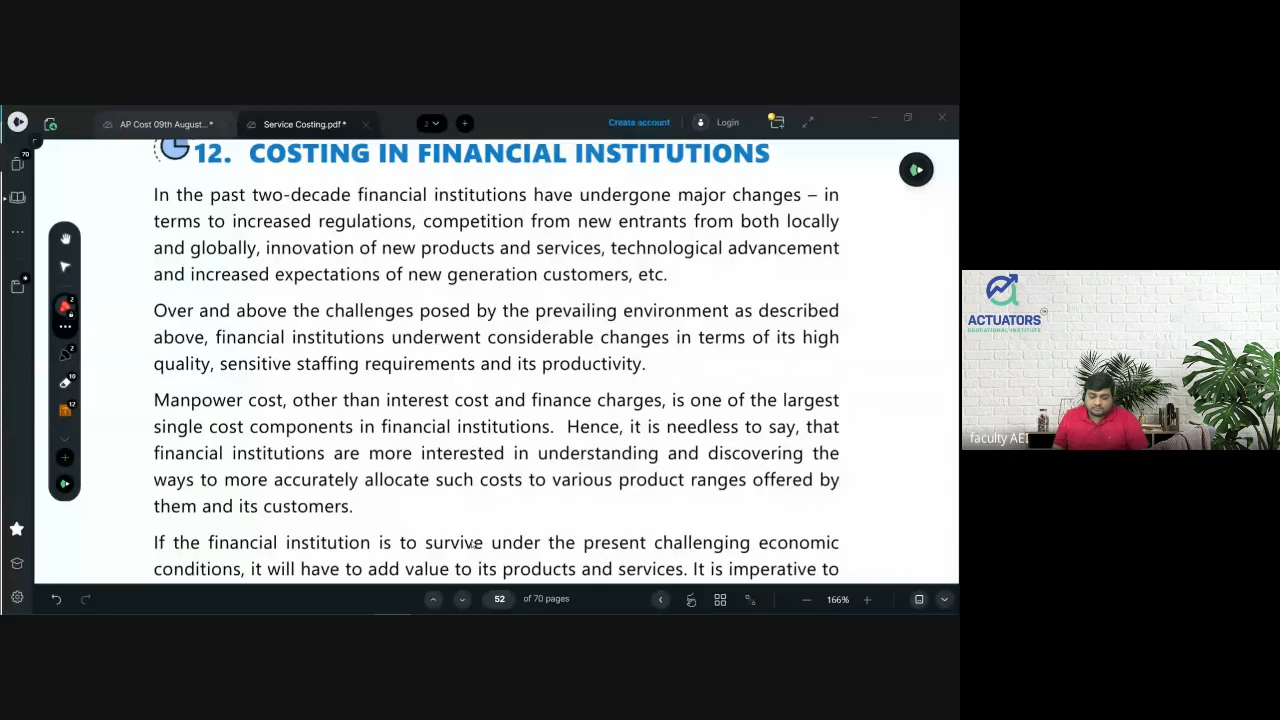 AP Cost 09th August...*
Service Costing.pdf *
2
Create account
Login
70
12. COSTING IN FINANCIAL INSTITUTIONS
In the past two-decade financial institutions have undergone major changes – in
terms to increased regulations, competition from new entrants from both locally
and globally, innovation of new products and services, technological advancement
and increased expectations of new generation customers, etc.
Over and above the challenges posed by the prevailing environment as described
above, financial institutions underwent considerable changes in terms of its high
quality, sensitive staffing requirements and its productivity.
Manpower cost, other than interest cost and finance charges, is one of the largest
single cost components in financial institutions. Hence, it is needless to say, that
financial institutions are more interested in understanding and discovering the
ways to more accurately allocate such costs to various product ranges offered by
them and its customers.
If the financial institution is to survive under the present challenging economic
conditions, it will have to add value to its products and services. It is imperative to
2
2
10
12
52 of 70 pages
166%
ACTUATORS
EDUCATIONAL INSTITUTE
faculty AEI